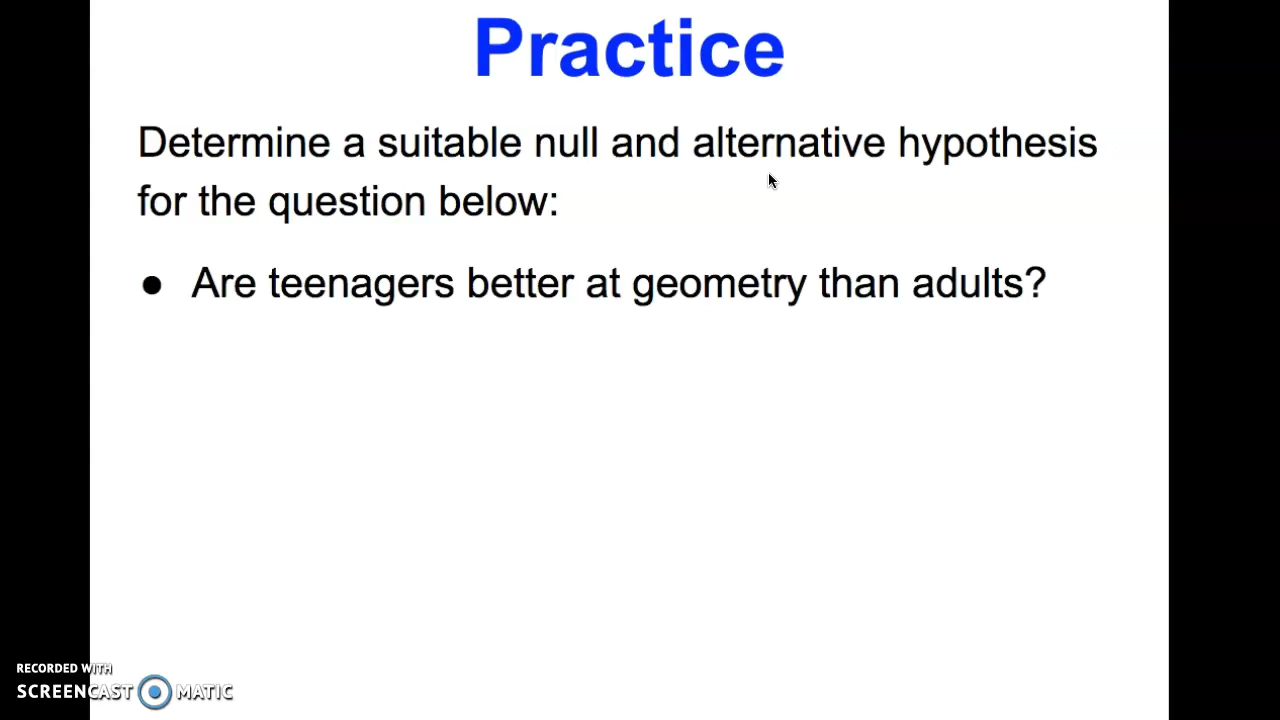 Practice
Determine a suitable null and alternative hypothesis
for the question below:
● Are teenagers better at geometry than adults?
RECORDED WITH
SCREENCAST MATIC